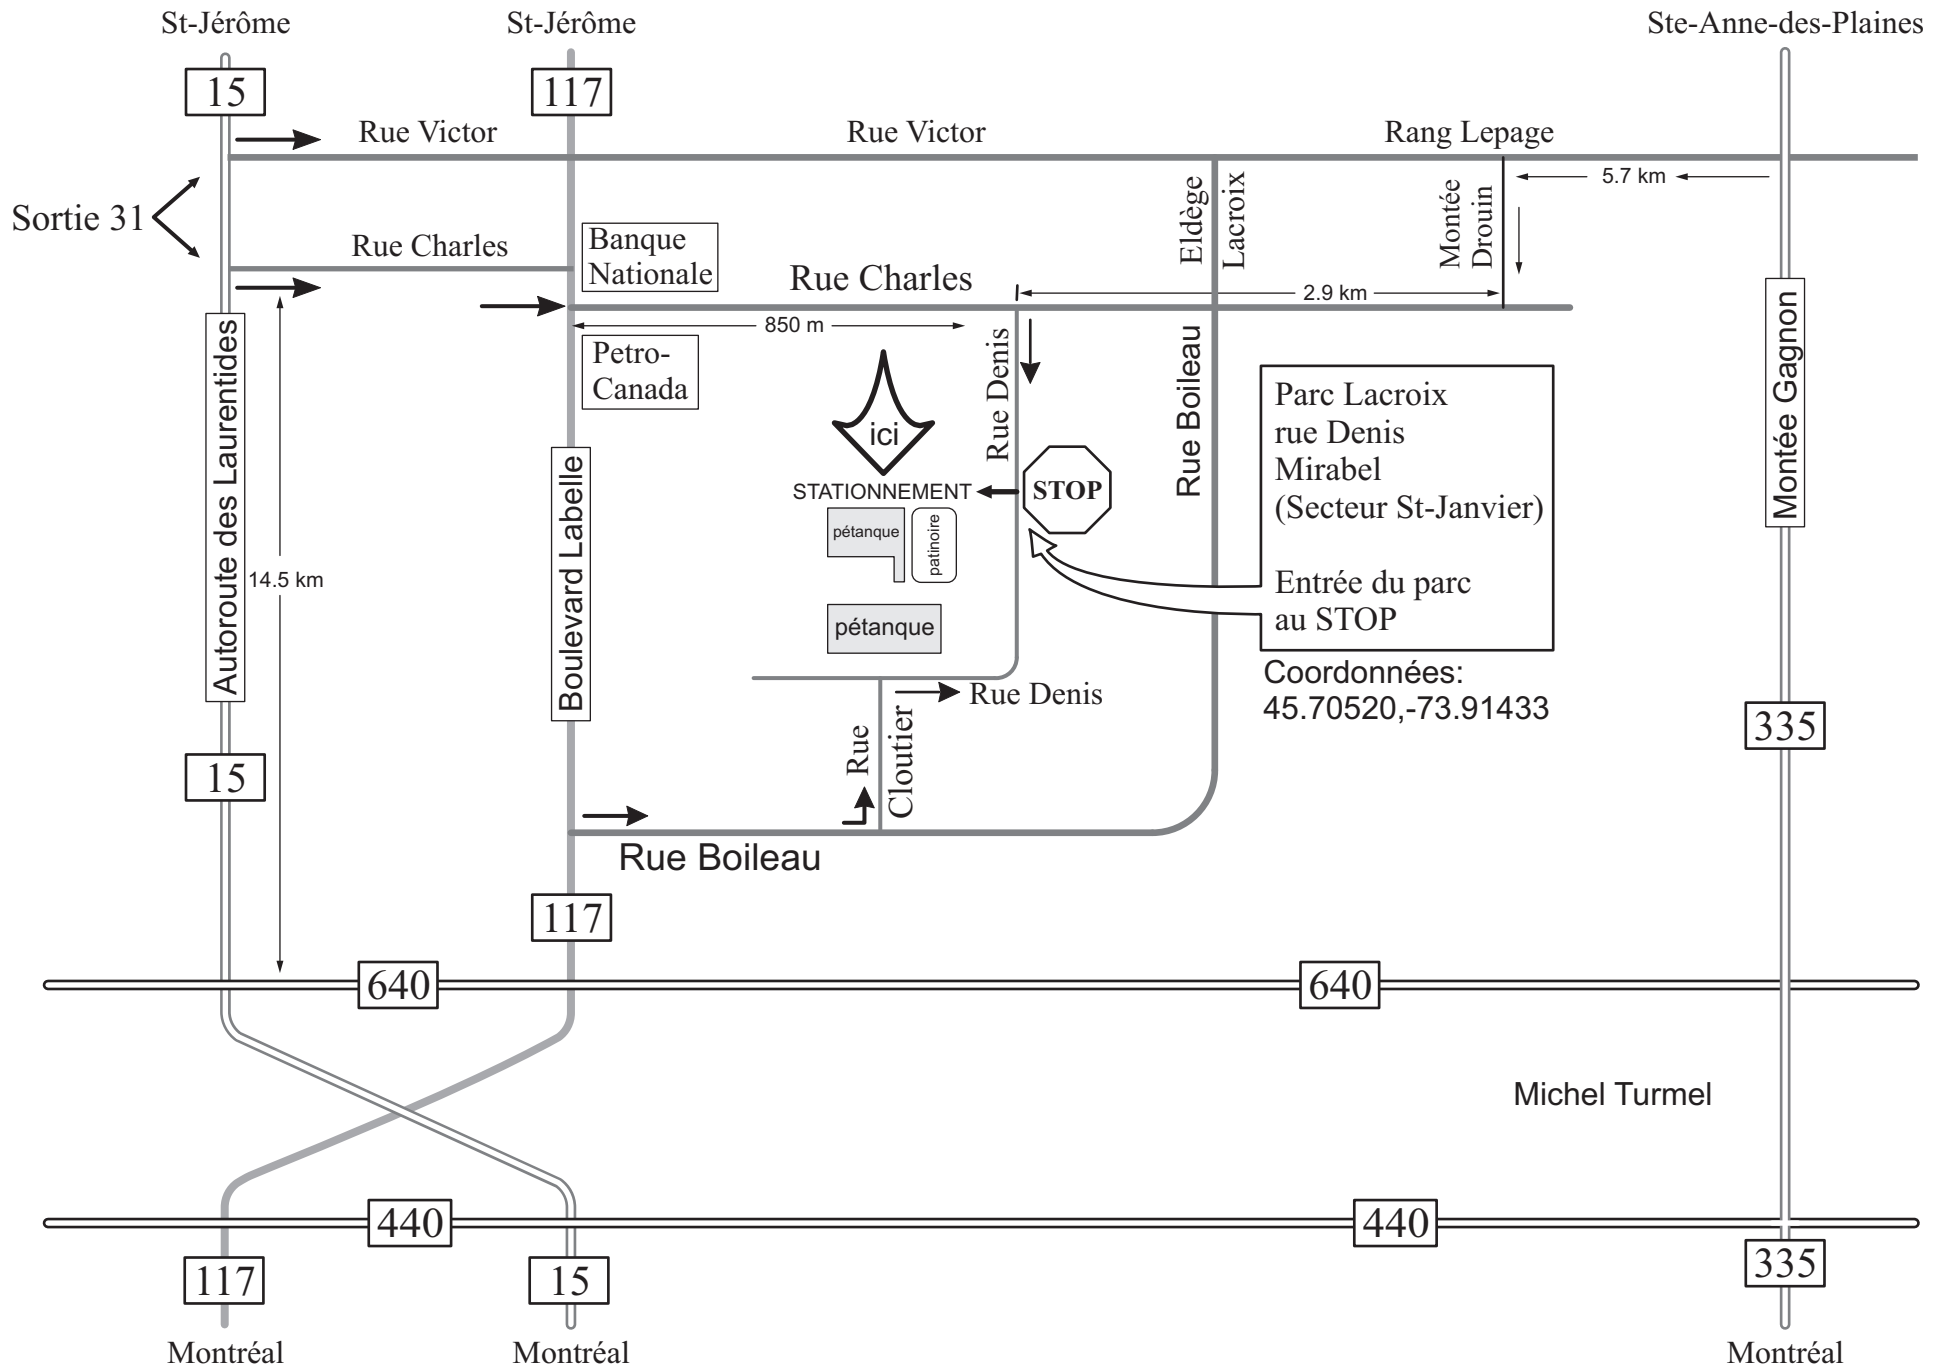 St-Jérôme
St-Jérôme
Ste-Anne-des-Plaines
15
117
Rue Victor
Rue Victor
Rang Lepage
5.7 km
Sortie 31
Eldège
Lacroix
Montée
Drouin
Rue Charles
Banque
Nationale
Rue Charles
2.9 km
850 m
Petro-
Canada
Autoroute des Laurentides
Boulevard Labelle
Rue Denis
Rue Boileau
Montée Gagnon
ici
Parc Lacroix
rue Denis
Mirabel
(Secteur St-Janvier)
Entrée du parc
au STOP
STATIONNEMENT
STOP
pétanque
patinoire
14.5 km
pétanque
Coordonnées:
45.70520,-73.91433
Rue Denis
Rue
Cloutier
335
15
Rue Boileau
117
640
640
Michel Turmel
440
440
117
15
335
Montréal
Montréal
Montréal